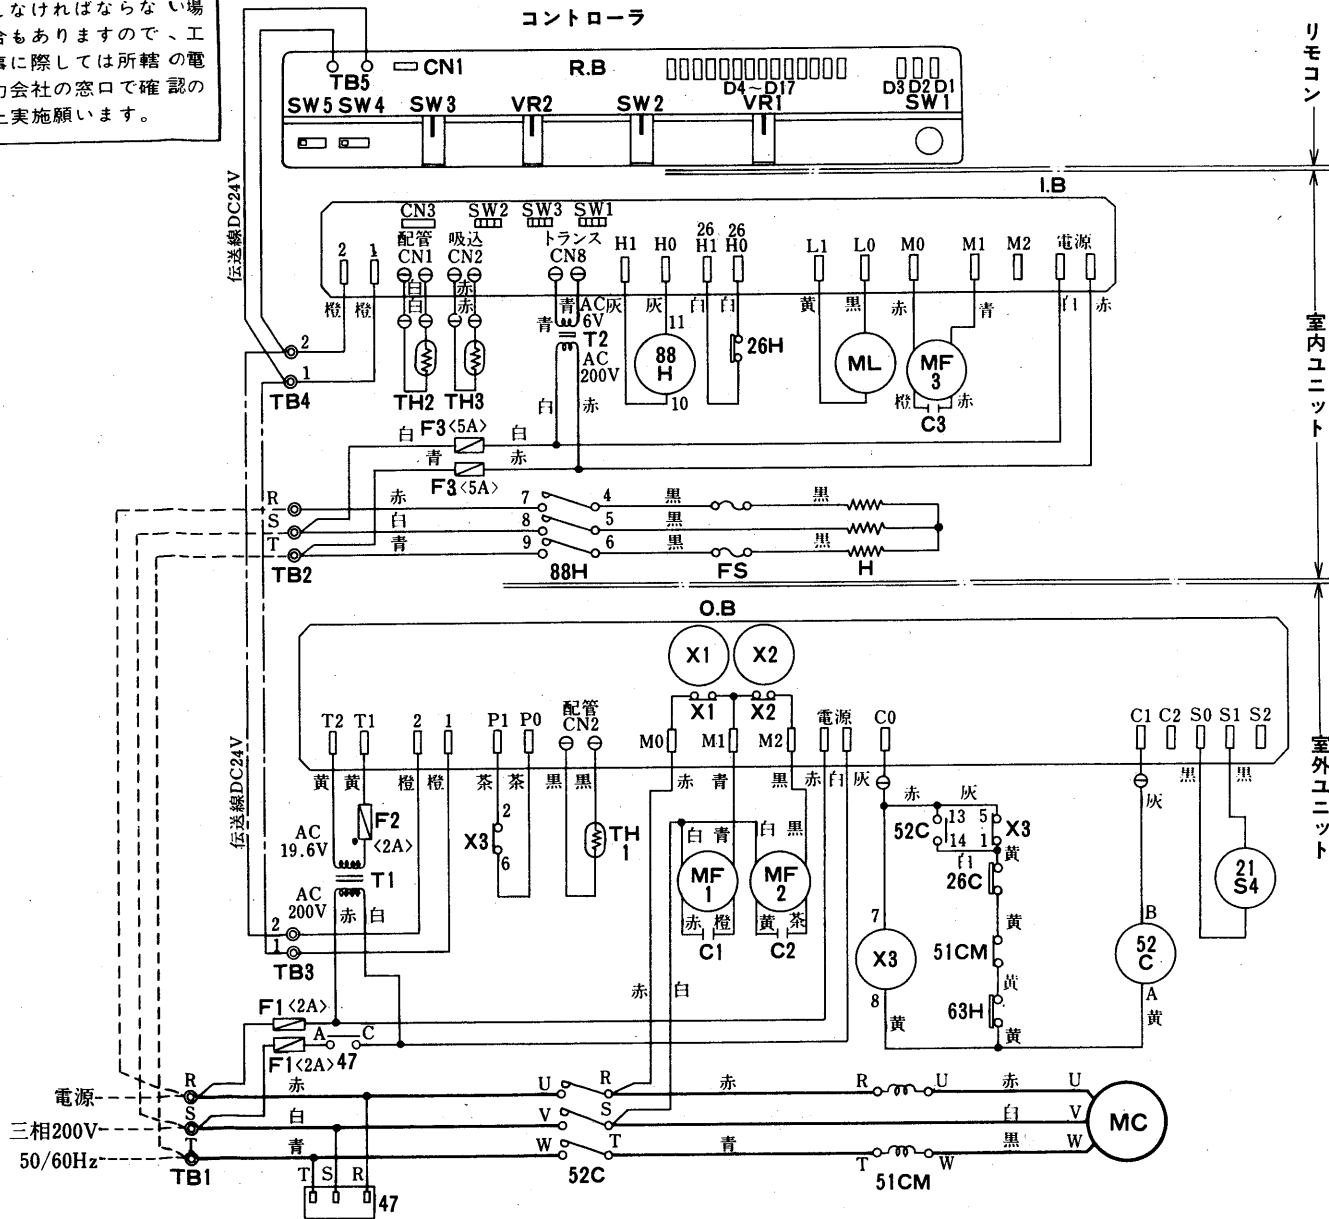 しなければならない場
合もありますので、工
事に際しては所轄の電
力会社の窓口で確認の
上実施願います。
コントローラ
リモコン
TB5 CN1 R.B
D4～D17 D3 D2 D1
SW5 SW4 SW3 VR2 SW2 VR1 SW1
伝送線DC24V
I.B
室内ユニット
CN3 SW2 SW3 SW1
配管 吸込 トランス
2 1 CN1 CN2 CN8 H1 H0 26 H1 26 H0 L1 L0 M0 M1 M2 電源
白 赤
白 赤
橙 橙 青 青 AC 6V 灰 灰 白 白 黄 黒 赤 青 白 赤
T2
AC 200V
11
88 H
10
26H
ML
MF 3
橙 赤
C3
2
1
TB4
TH2 TH3
白 赤
白 F3<5A> 白
青 赤
F3<5A>
R 赤 7 4 黒 黒
S 白 8 5 黒
T 青 9 6 黒 黒
TB2 88H FS H
O.B
室外ユニット
X1 X2
X1 X2
T2 T1 2 1 P1 P0 配管 CN2 M0 M1 M2 電源 C0 C1 C2 S0 S1 S2
伝送線DC24V
黄 黄 橙 橙 茶 茶 黒 黒 赤 青 黒 赤 白 灰 灰 黒 黒
F2 <2A>
AC 19.6V
T1
AC 200V
赤 白
2
X3
6
TH 1
白 青 白 黒
MF 1
MF 2
赤 橙 黄 茶
C1 C2
赤 灰
52C 13 5 X3
14 1
白 黄
26C
黄
51CM
黄
63H
黄
7
X3
8
黄
B
52 C
A
黄
21 S4
2
1
TB3
赤 白
F1<2A>
A C
F1<2A> 47
電源 R 赤 U R 赤 R U 赤 U
三相200V S 白 V S 白 V
50/60Hz T 青 W T 青 T W 黒 W
MC
TB1 52C 51CM
T S R
47